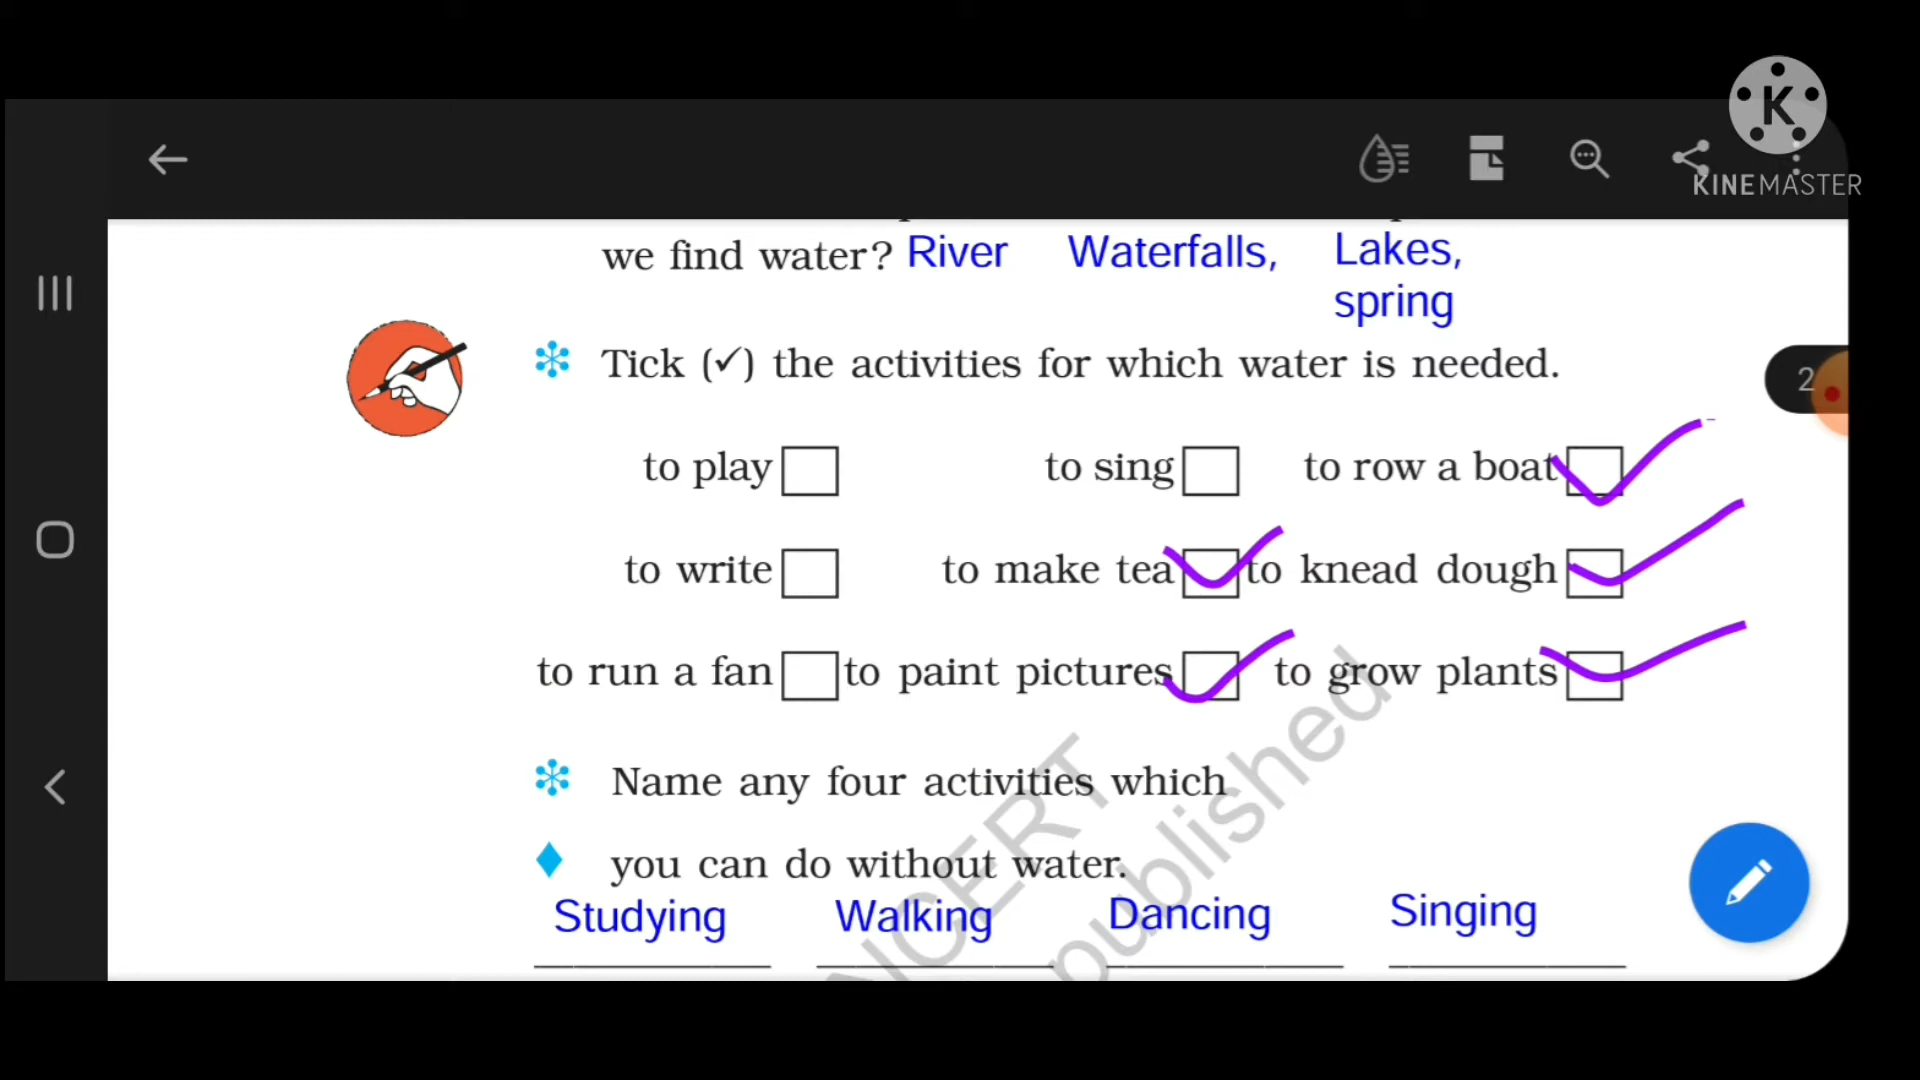 KINEMASTER
we find water? River Waterfalls, Lakes,
spring
Tick (✓) the activities for which water is needed.
2
to play to sing to row a boat
to write to make tea to knead dough
to run a fan to paint pictures to grow plants
Name any four activities which
you can do without water.
Studying Walking Dancing Singing
NCERT
published